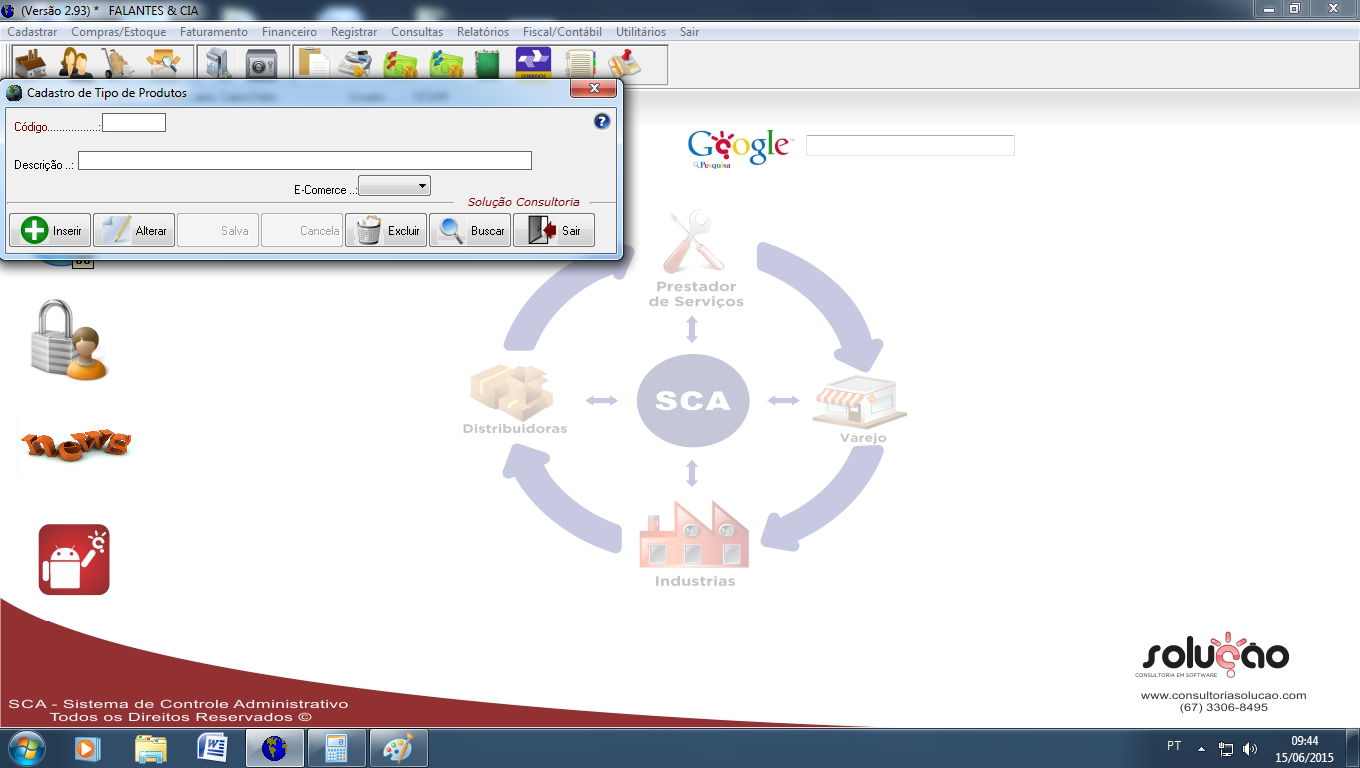 (Versão 2.93) *   FALANTES & CIA
Cadastrar Compras/Estoque Faturamento Financeiro Registrar Consultas Relatórios Fiscal/Contábil Utilitários Sair
CORREIOS
Cadastro de Tipo de Produtos
Código.................:
Descrição ..:
E-Comerce ..:
Solução Consultoria
Inserir Alterar Salva Cancela Excluir Buscar Sair
Google™
Pesquisa
Prestador
de Serviços
SCA
Distribuidoras
Varejo
Industrias
news
solução
CONSULTORIA EM SOFTWARE
www.consultoriasolucao.com
(67) 3306-8495
SCA - Sistema de Controle Administrativo
Todos os Direitos Reservados ©
PT
09:44
15/06/2015